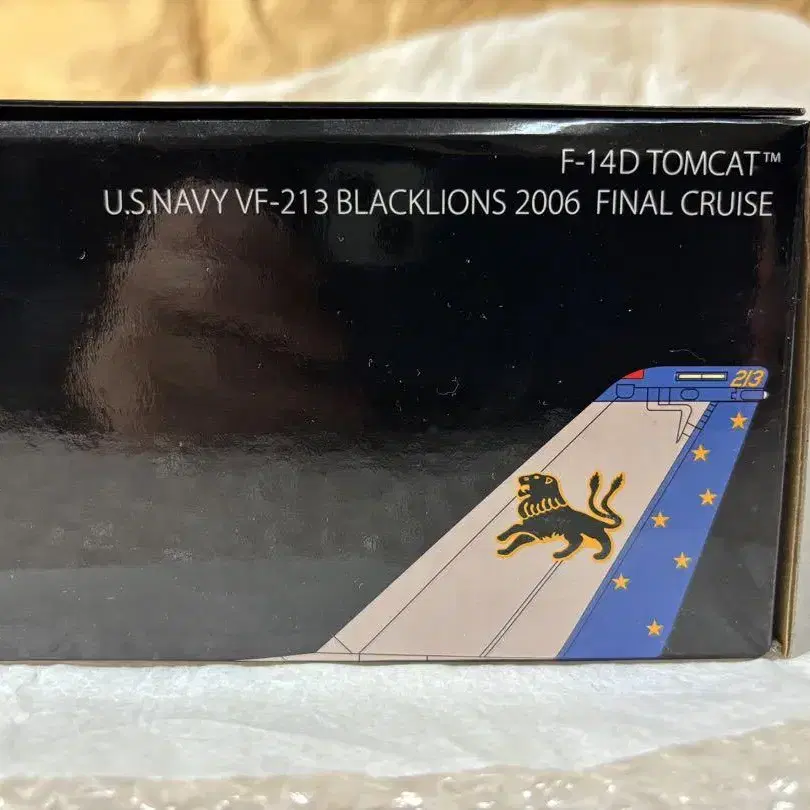 F-14D TOMCAT™
U.S.NAVY VF-213 BLACKLIONS 2006 FINAL CRUISE
213